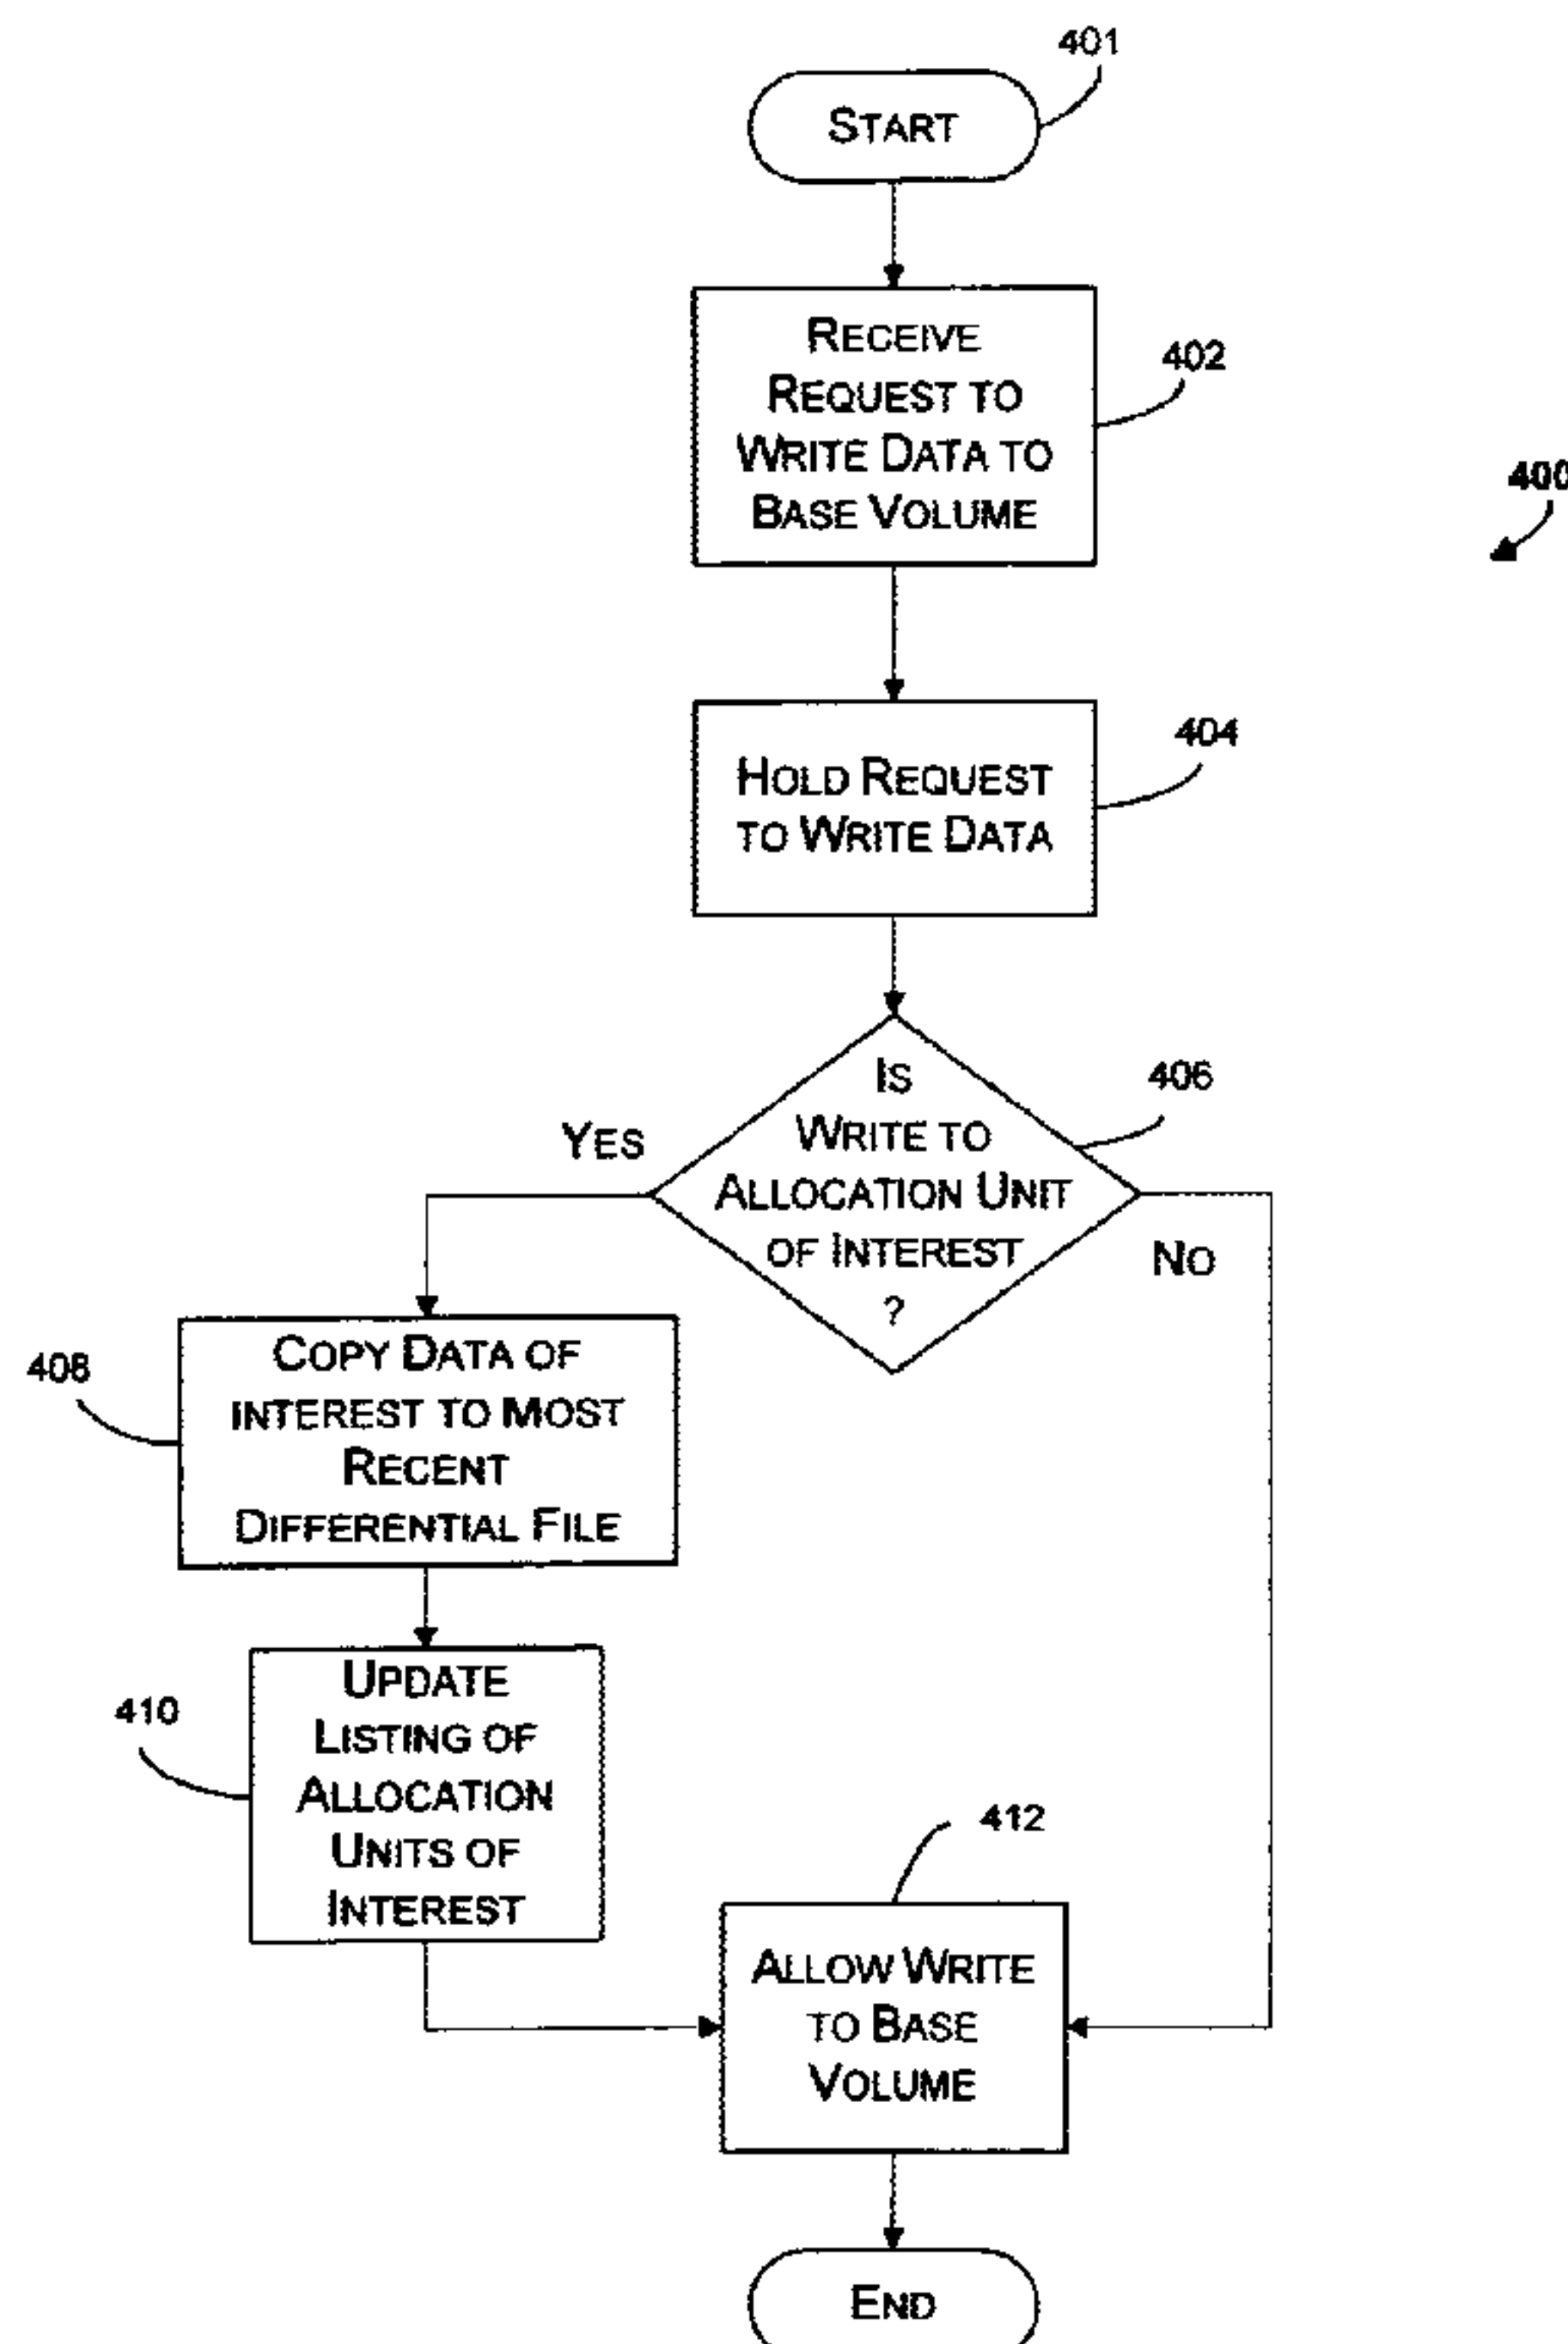 401
START
RECEIVE
REQUEST TO
WRITE DATA TO
BASE VOLUME
402
400
HOLD REQUEST
TO WRITE DATA
404
IS
WRITE TO
ALLOCATION UNIT
OF INTEREST
?
406
YES
NO
COPY DATA OF
INTEREST TO MOST
RECENT
DIFFERENTIAL FILE
408
UPDATE
LISTING OF
ALLOCATION
UNITS OF
INTEREST
410
412
ALLOW WRITE
TO BASE
VOLUME
END